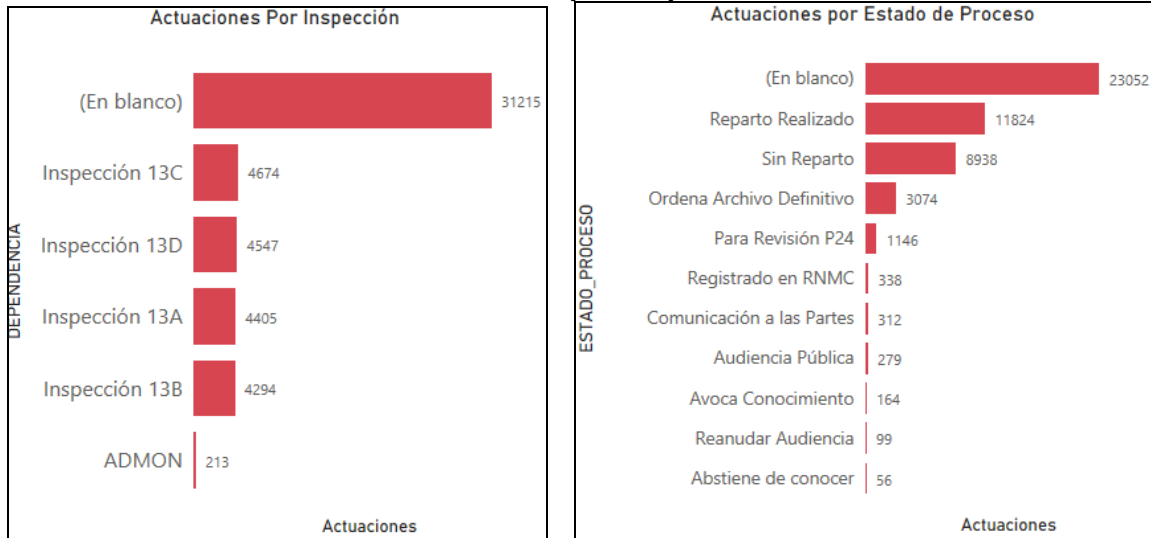 Actuaciones Por Inspección
DEPENDENCIA
(En blanco) 31215
Inspección 13C 4674
Inspección 13D 4547
Inspección 13A 4405
Inspección 13B 4294
ADMON 213
Actuaciones
Actuaciones por Estado de Proceso
ESTADO_PROCESO
(En blanco) 23052
Reparto Realizado 11824
Sin Reparto 8938
Ordena Archivo Definitivo 3074
Para Revisión P24 1146
Registrado en RNMC 338
Comunicación a las Partes 312
Audiencia Pública 279
Avoca Conocimiento 164
Reanudar Audiencia 99
Abstiene de conocer 56
Actuaciones